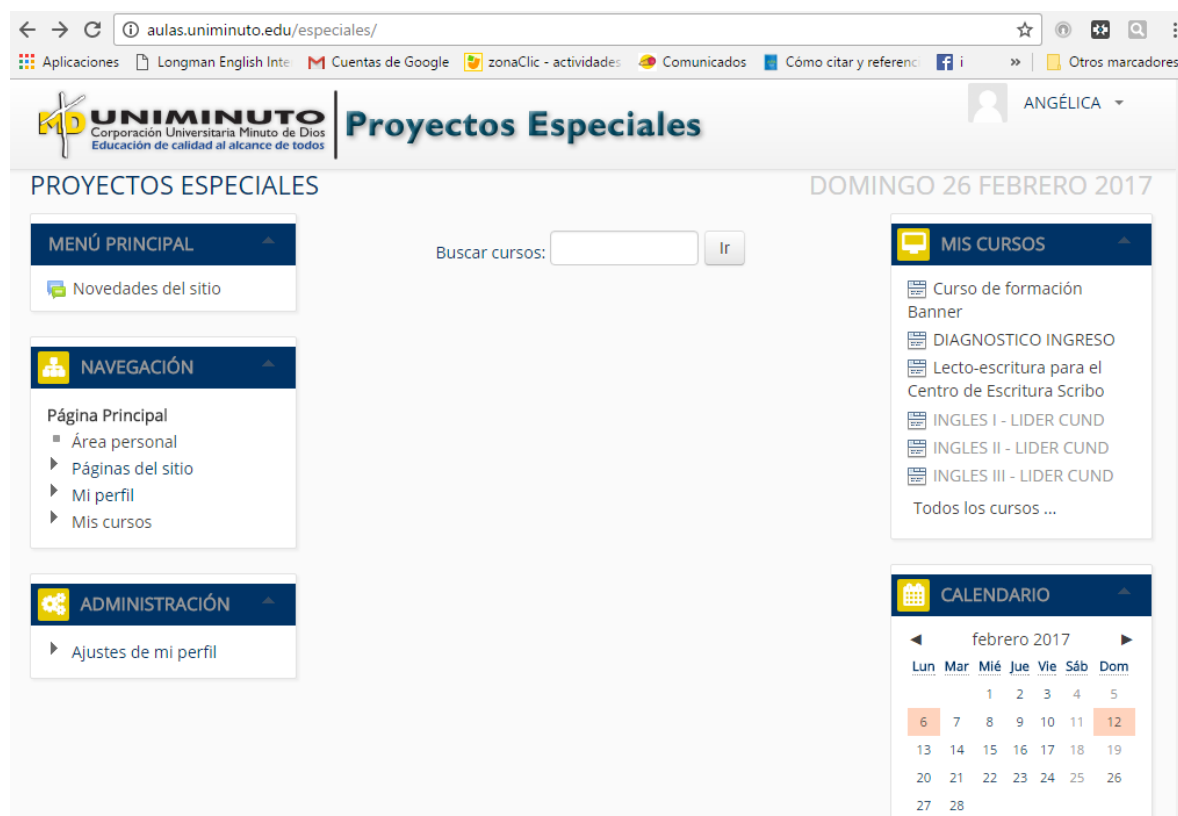 aulas.uniminuto.edu/especiales/
Aplicaciones Longman English Inte Cuentas de Google zonaClic - actividades Comunicados Cómo citar y referenc i » Otros marcadores
UNIMINUTO
Corporación Universitaria Minuto de Dios
Educación de calidad al alcance de todos
Proyectos Especiales
ANGÉLICA
PROYECTOS ESPECIALES
DOMINGO 26 FEBRERO 2017
MENÚ PRINCIPAL
Novedades del sitio
NAVEGACIÓN
Página Principal
Área personal
Páginas del sitio
Mi perfil
Mis cursos
ADMINISTRACIÓN
Ajustes de mi perfil
Buscar cursos: Ir
MIS CURSOS
Curso de formación
Banner
DIAGNOSTICO INGRESO
Lecto-escritura para el
Centro de Escritura Scribo
INGLES I - LIDER CUND
INGLES II - LIDER CUND
INGLES III - LIDER CUND
Todos los cursos ...
CALENDARIO
◄ febrero 2017 ►
Lun Mar Mié Jue Vie Sáb Dom
1 2 3 4 5
6 7 8 9 10 11 12
13 14 15 16 17 18 19
20 21 22 23 24 25 26
27 28